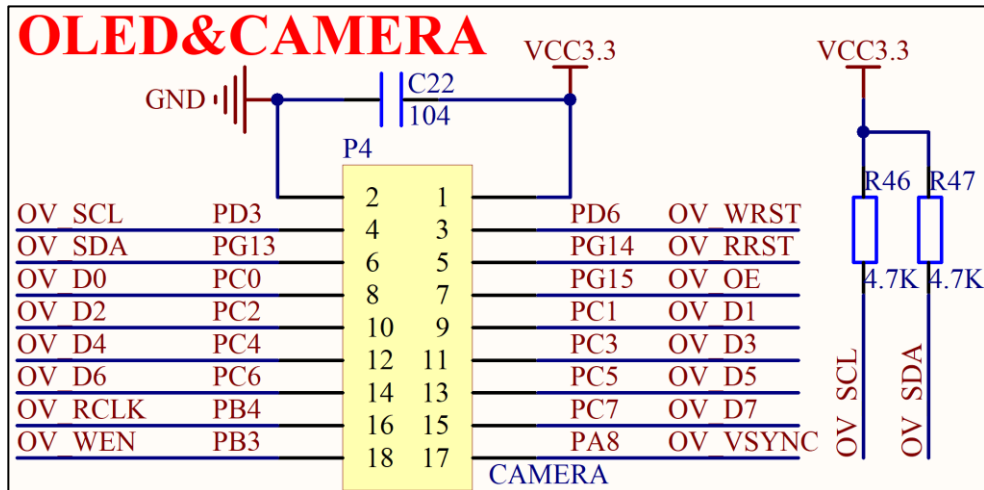 OLED&CAMERA
VCC3.3 VCC3.3
GND C22
104
P4
2 1
R46 R47
OV_SCL PD3 4 3 PD6 OV_WRST
OV_SDA PG13 6 5 PG14 OV_RRST
OV_D0 PC0 8 7 PG15 OV_OE
4.7K 4.7K
OV_D2 PC2 10 9 PC1 OV_D1
OV_D4 PC4 12 11 PC3 OV_D3
OV_D6 PC6 14 13 PC5 OV_D5
OV_RCLK PB4 16 15 PC7 OV_D7
OV_WEN PB3 18 17 PA8 OV_VSYNC
OV_SCL
OV_SDA
CAMERA